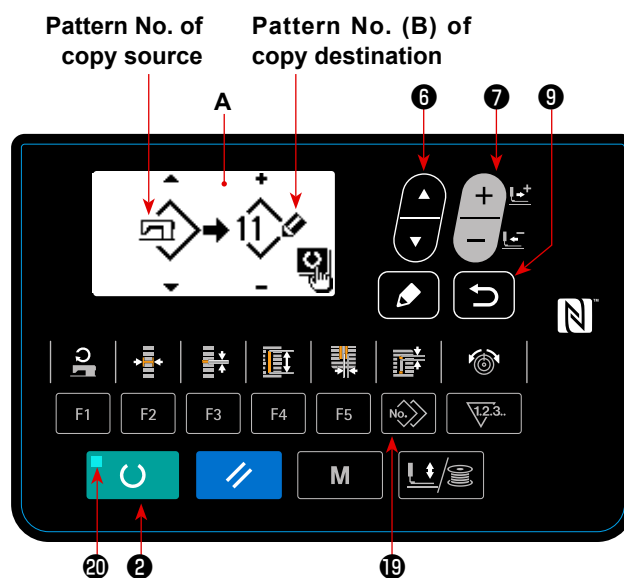 Pattern No. of
copy source
Pattern No. (B) of
copy destination
A
❻
❼
❾
11
N™
F1
F2
F3
F4
F5
No.
1.2.3..
M
⓴
❷
⓳